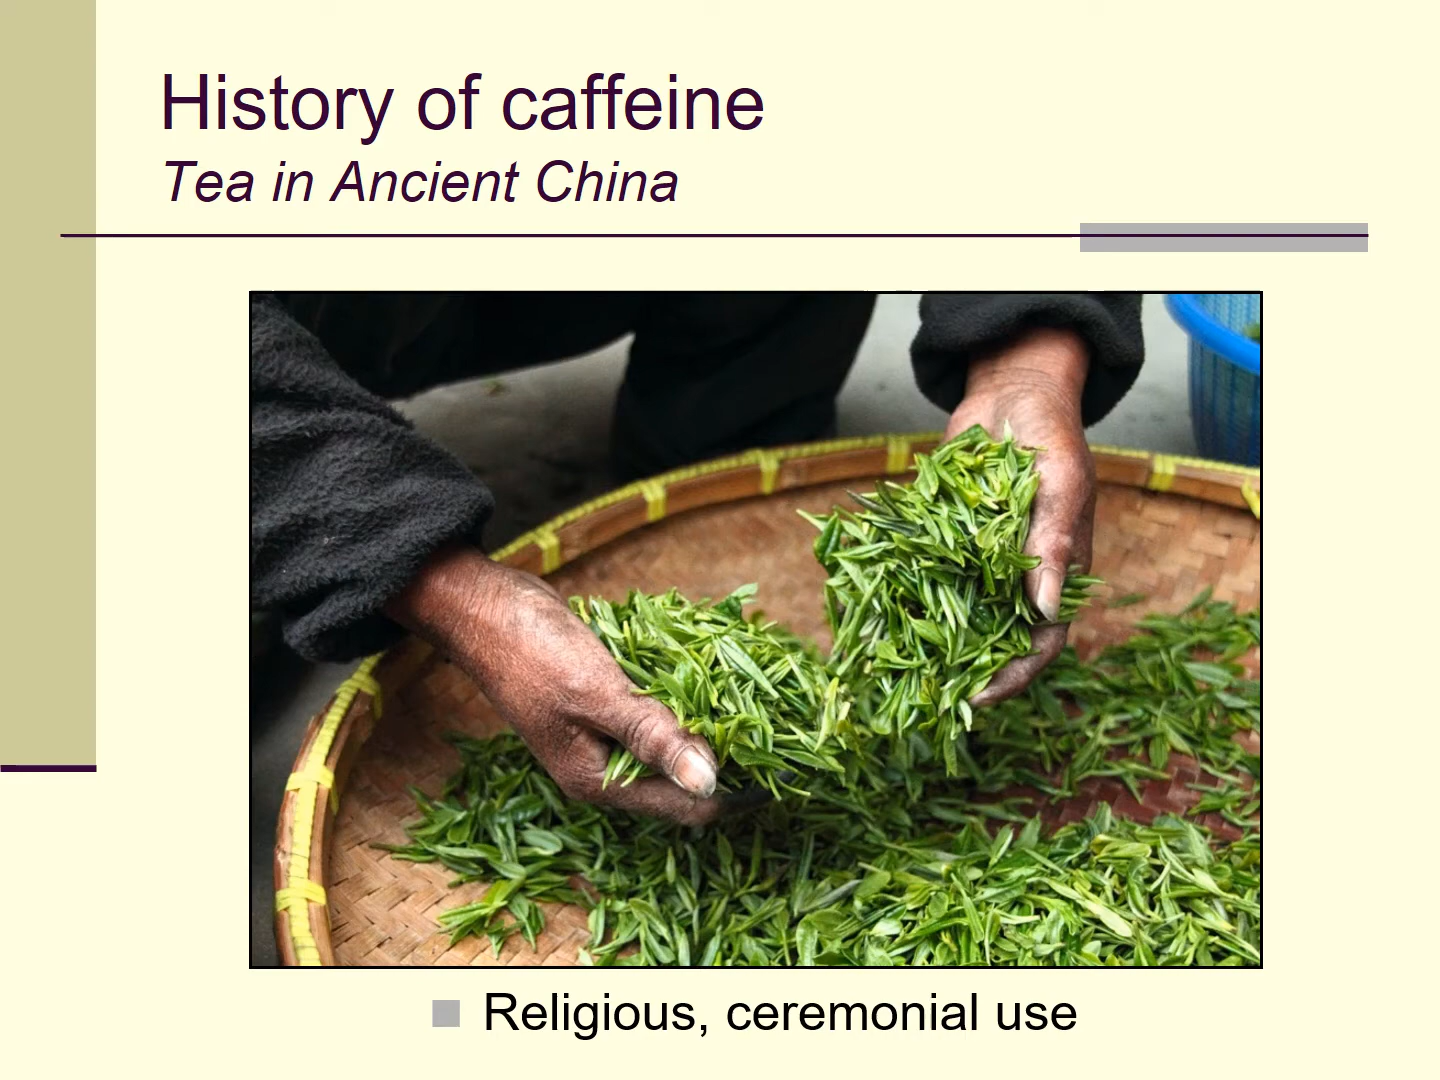 History of caffeine
Tea in Ancient China
Religious, ceremonial use